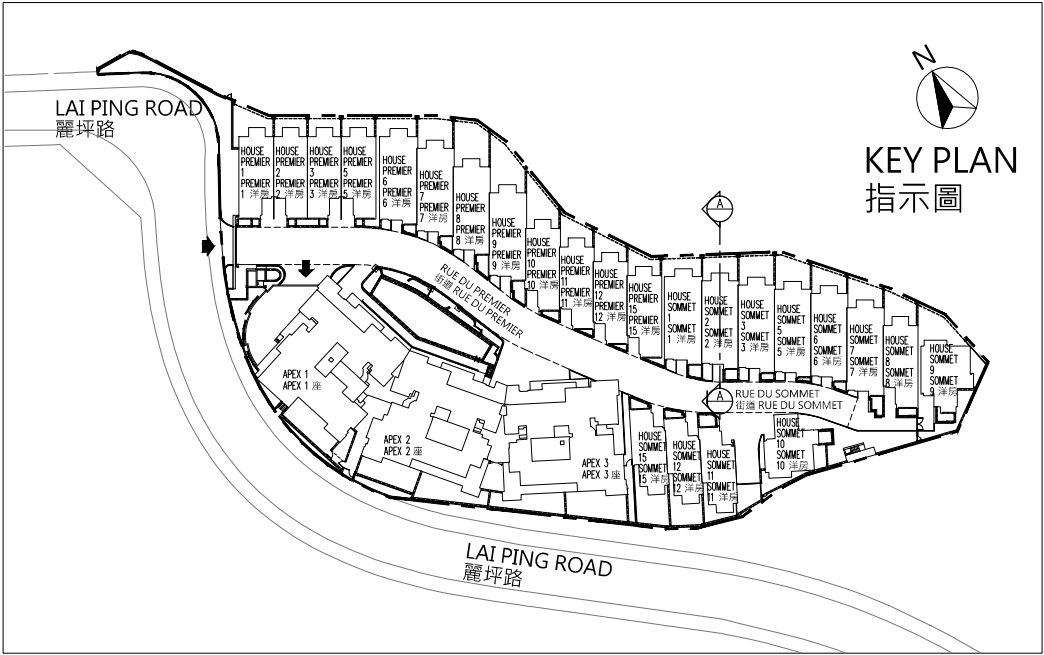 N
KEY PLAN
指示圖
LAI PING ROAD
麗坪路
HOUSE
PREMIER
1
PREMIER
1 洋房
HOUSE
PREMIER
2
PREMIER
2 洋房
HOUSE
PREMIER
3
PREMIER
3 洋房
HOUSE
PREMIER
5
PREMIER
5 洋房
HOUSE
PREMIER
6
PREMIER
6 洋房
HOUSE
PREMIER
7
PREMIER
7 洋房
HOUSE
PREMIER
8
PREMIER
8 洋房
HOUSE
PREMIER
9
PREMIER
9 洋房
HOUSE
PREMIER
10
PREMIER
10 洋房
HOUSE
PREMIER
11
PREMIER
11 洋房
HOUSE
PREMIER
12
PREMIER
12 洋房
HOUSE
PREMIER
15
PREMIER
15 洋房
HOUSE
SOMMET
1
SOMMET
1 洋房
A
HOUSE
SOMMET
2
SOMMET
2 洋房
HOUSE
SOMMET
3
SOMMET
3 洋房
HOUSE
SOMMET
5
SOMMET
5 洋房
HOUSE
SOMMET
6
SOMMET
6 洋房
HOUSE
SOMMET
7
SOMMET
7 洋房
HOUSE
SOMMET
8
SOMMET
8 洋房
HOUSE
SOMMET
9
SOMMET
9 洋房
RUE DU PREMIER
街道 RUE DU PREMIER
A
RUE DU SOMMET
街道 RUE DU SOMMET
APEX 1
APEX 1 座
APEX 2
APEX 2 座
APEX 3
APEX 3 座
HOUSE
SOMMET
15
SOMMET
15 洋房
HOUSE
SOMMET
12
SOMMET
12 洋房
HOUSE
SOMMET
11
SOMMET
11 洋房
HOUSE
SOMMET
10
SOMMET
10 洋房
LAI PING ROAD
麗坪路